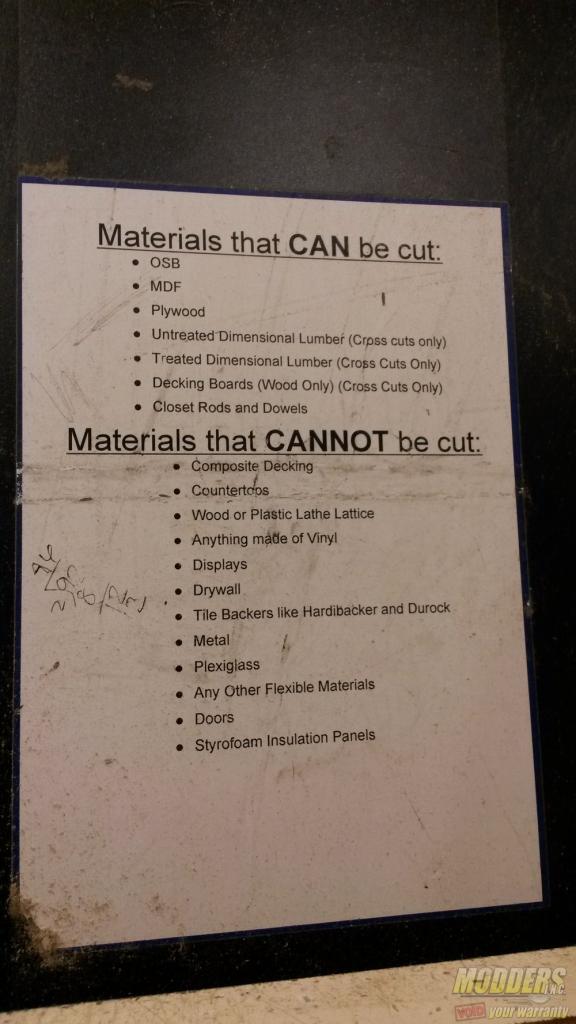 Materials that CAN be cut:
• OSB
• MDF
• Plywood
• Untreated Dimensional Lumber (Cross cuts only)
• Treated Dimensional Lumber (Cross Cuts Only)
• Decking Boards (Wood Only) (Cross Cuts Only)
• Closet Rods and Dowels
Materials that CANNOT be cut:
• Composite Decking
• Countertops
• Wood or Plastic Lathe Lattice
• Anything made of Vinyl
• Displays
• Drywall
• Tile Backers like Hardibacker and Durock
• Metal
• Plexiglass
• Any Other Flexible Materials
• Doors
• Styrofoam Insulation Panels
MODDERS INC
VOID your warranty